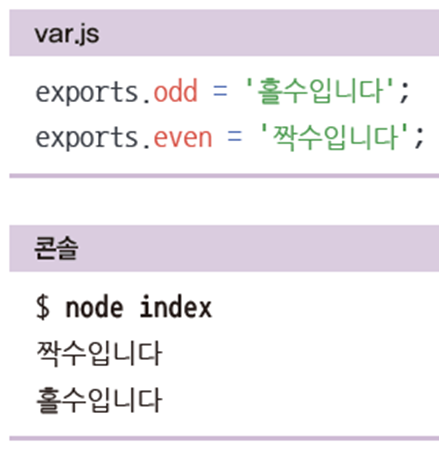 var.js
exports.odd = '홀수입니다';
exports.even = '짝수입니다';
콘솔
$ node index
짝수입니다
홀수입니다